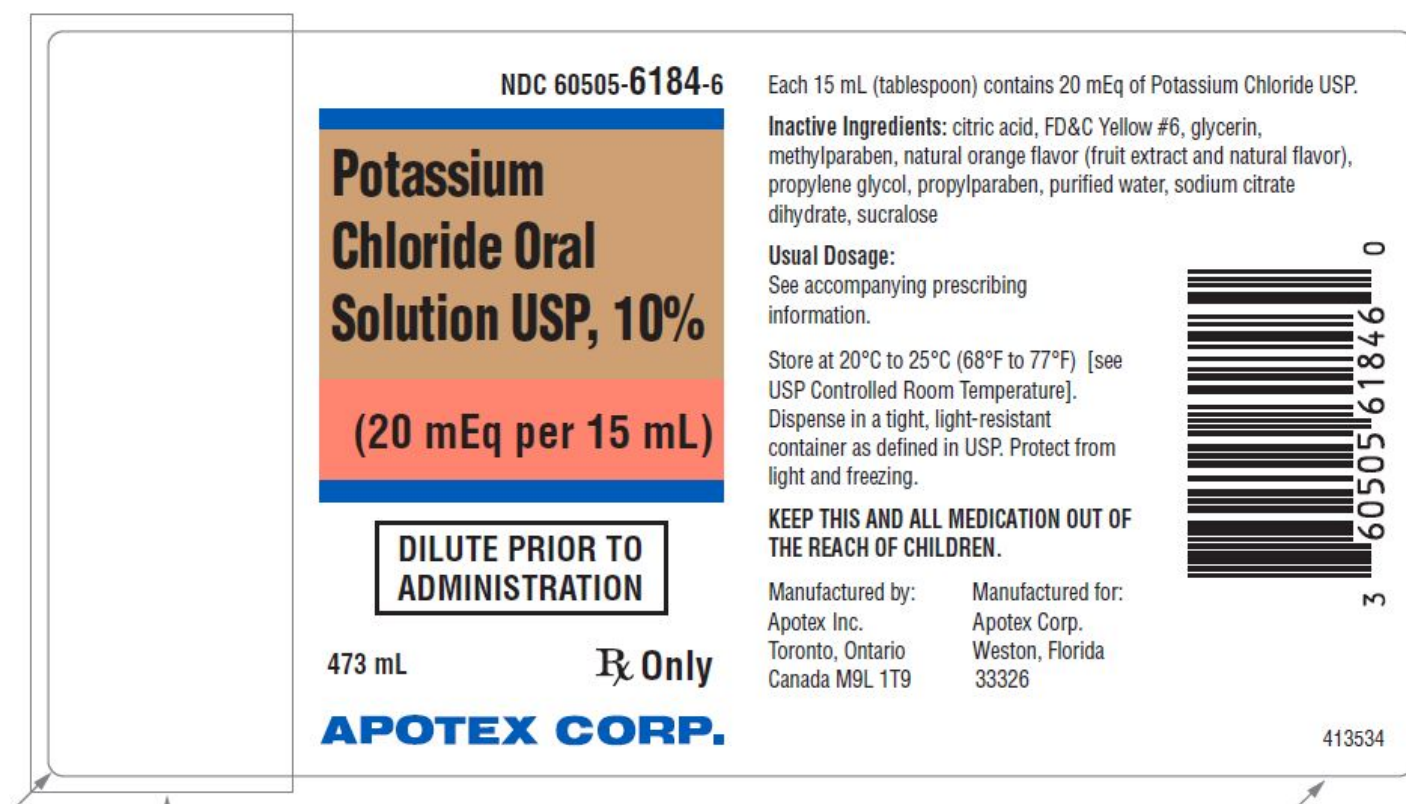 NDC 60505-6184-6
Potassium
Chloride Oral
Solution USP, 10%
(20 mEq per 15 mL)
DILUTE PRIOR TO
ADMINISTRATION
473 mL
℞ Only
APOTEX CORP.
Each 15 mL (tablespoon) contains 20 mEq of Potassium Chloride USP.
Inactive Ingredients: citric acid, FD&C Yellow #6, glycerin,
methylparaben, natural orange flavor (fruit extract and natural flavor),
propylene glycol, propylparaben, purified water, sodium citrate
dihydrate, sucralose
Usual Dosage:
See accompanying prescribing
information.
Store at 20°C to 25°C (68°F to 77°F) [see
USP Controlled Room Temperature].
Dispense in a tight, light-resistant
container as defined in USP. Protect from
light and freezing.
KEEP THIS AND ALL MEDICATION OUT OF
THE REACH OF CHILDREN.
Manufactured by:
Apotex Inc.
Toronto, Ontario
Canada M9L 1T9
Manufactured for:
Apotex Corp.
Weston, Florida
33326
3 60505 61846 0
413534